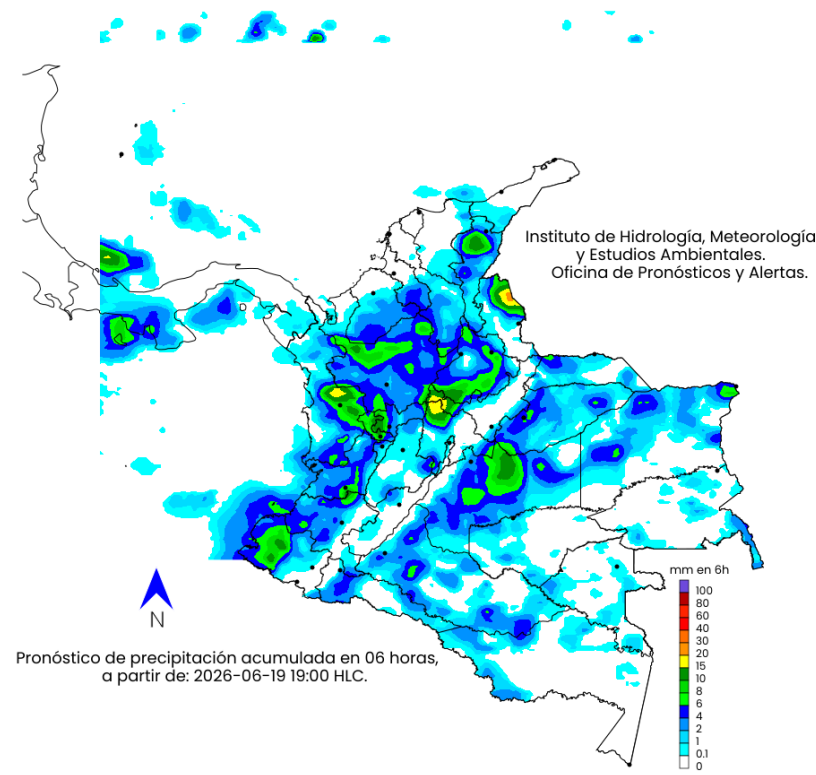 Instituto de Hidrología, Meteorología
y Estudios Ambientales.
Oficina de Pronósticos y Alertas.
mm en 6h
100
80
60
40
30
20
15
10
8
6
4
2
1
0.1
0
N
Pronóstico de precipitación acumulada en 06 horas,
a partir de: 2026-06-19 19:00 HLC.